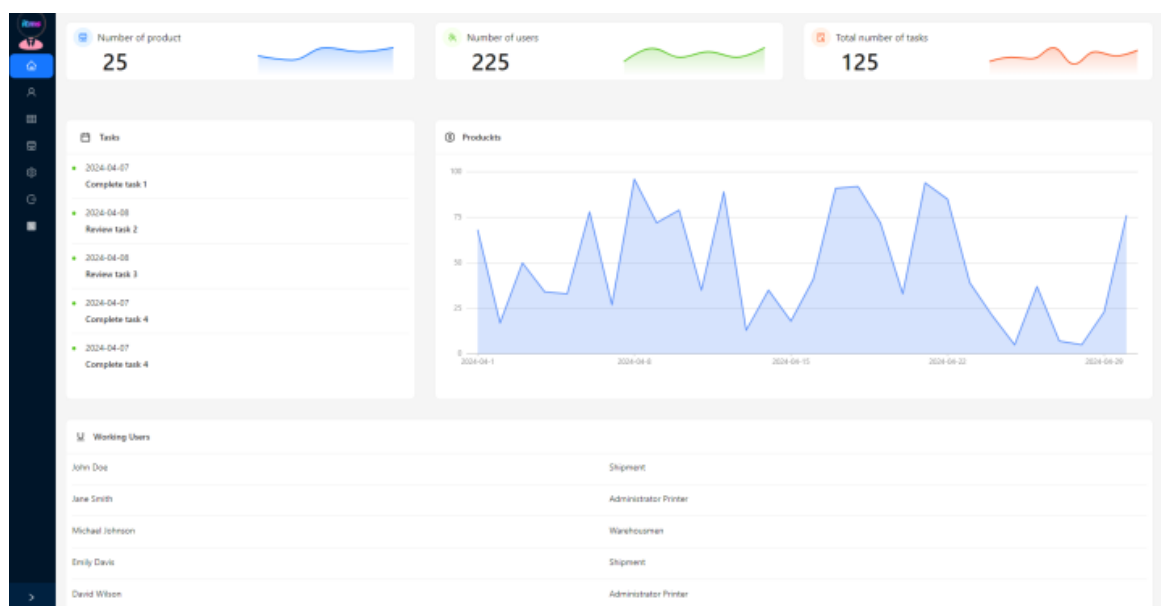 Number of product
25
Number of users
225
Total number of tasks
125
Tasks
2024-04-07
Complete task 1
2024-04-08
Review task 2
2024-04-08
Review task 3
2024-04-07
Complete task 4
2024-04-07
Complete task 4
Produckts
100
75
50
25
0
2024-04-1
2024-04-8
2024-04-15
2024-04-22
2024-04-29
Working Users
John Doe
Shipment
Jane Smith
Administrator Printer
Michael Johnson
Warehousmen
Emily Davis
Shipment
David Wilson
Administrator Printer